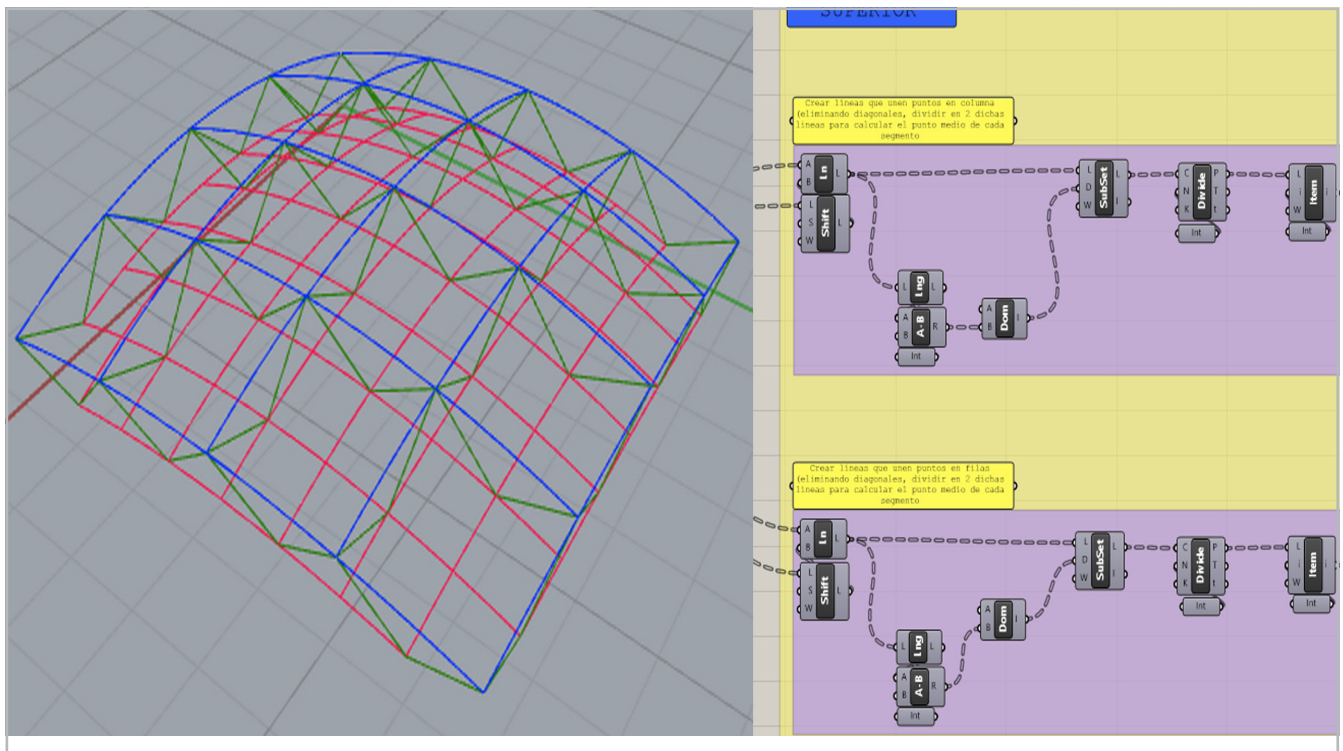 SUPERIOR
Crear lineas que unen puntos en columna
(eliminando diagonales, dividir en 2 dichas
lineas para calcular el punto medio de cada
segmento
A
B
Ln
L
L
S
W
Shift
L
L
D
W
SubSet
L
I
C
N
K
Divide
P
T
t
Int
L
i
W
Item
i
Int
L
Lng
L
A
B
A-B
R
Int
A
B
Dom
I
Crear lineas que unen puntos en filas
(eliminando diagonales, dividir en 2 dichas
lineas para calcular el punto medio de cada
segmento
A
B
Ln
L
L
S
W
Shift
L
L
D
W
SubSet
L
I
C
N
K
Divide
P
T
t
Int
L
i
W
Item
i
Int
A
B
Dom
I
L
Lng
L
A
B
A-B
R
Int